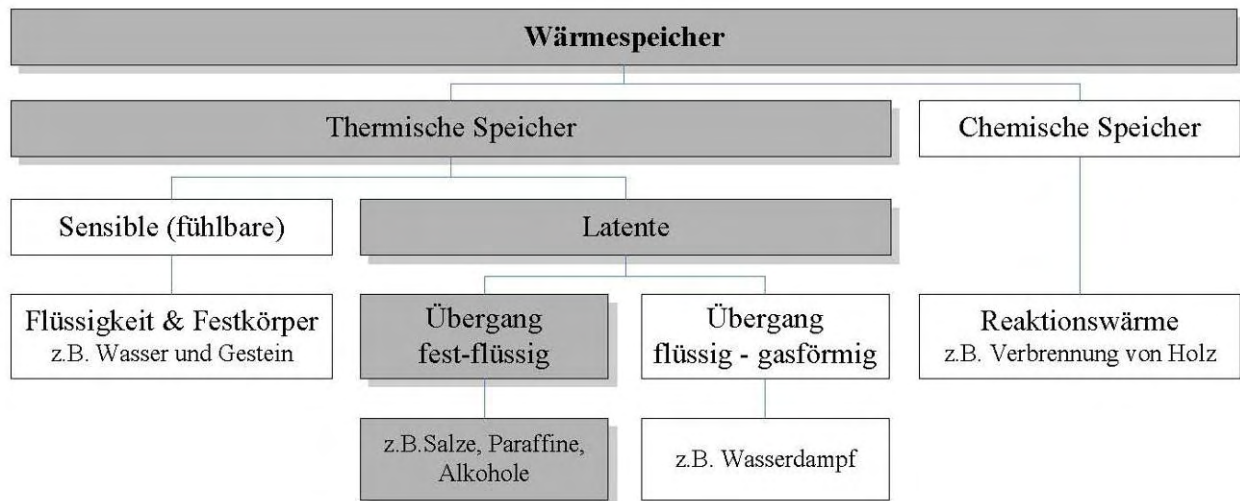 Wärmespeicher
Thermische Speicher
Chemische Speicher
Sensible (fühlbare)
Latente
Flüssigkeit & Festkörper
z.B. Wasser und Gestein
Übergang
fest-flüssig
Übergang
flüssig - gasförmig
Reaktionswärme
z.B. Verbrennung von Holz
z.B.Salze, Paraffine,
Alkohole
z.B. Wasserdampf